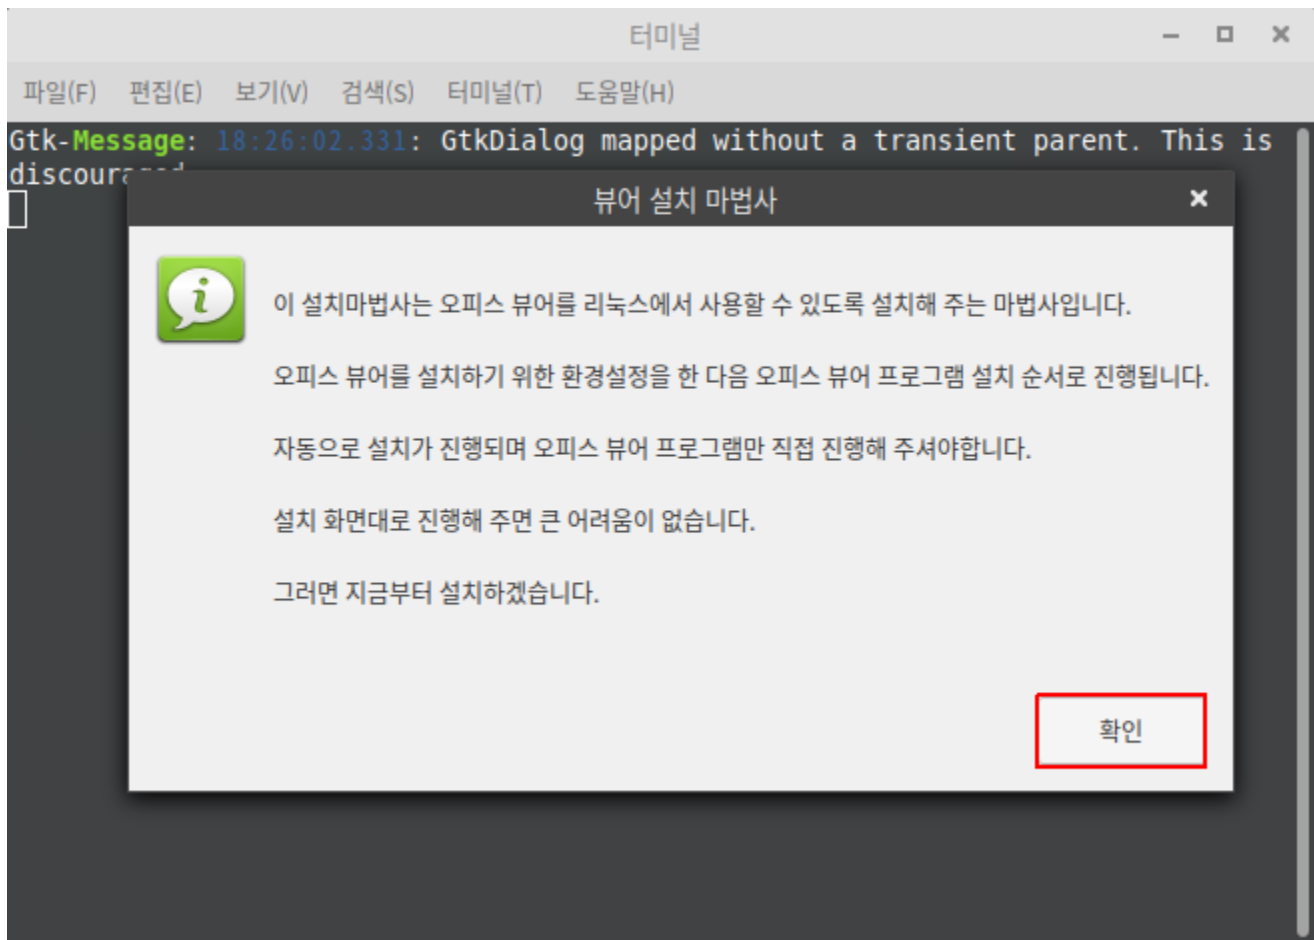 터미널
파일(F) 편집(E) 보기(V) 검색(S) 터미널(T) 도움말(H)
Gtk-Message: 18:26:02.331: GtkDialog mapped without a transient parent. This is
discouraged.
뷰어 설치 마법사
이 설치마법사는 오피스 뷰어를 리눅스에서 사용할 수 있도록 설치해 주는 마법사입니다.
오피스 뷰어를 설치하기 위한 환경설정을 한 다음 오피스 뷰어 프로그램 설치 순서로 진행됩니다.
자동으로 설치가 진행되며 오피스 뷰어 프로그램만 직접 진행해 주셔야합니다.
설치 화면대로 진행해 주면 큰 어려움이 없습니다.
그러면 지금부터 설치하겠습니다.
확인